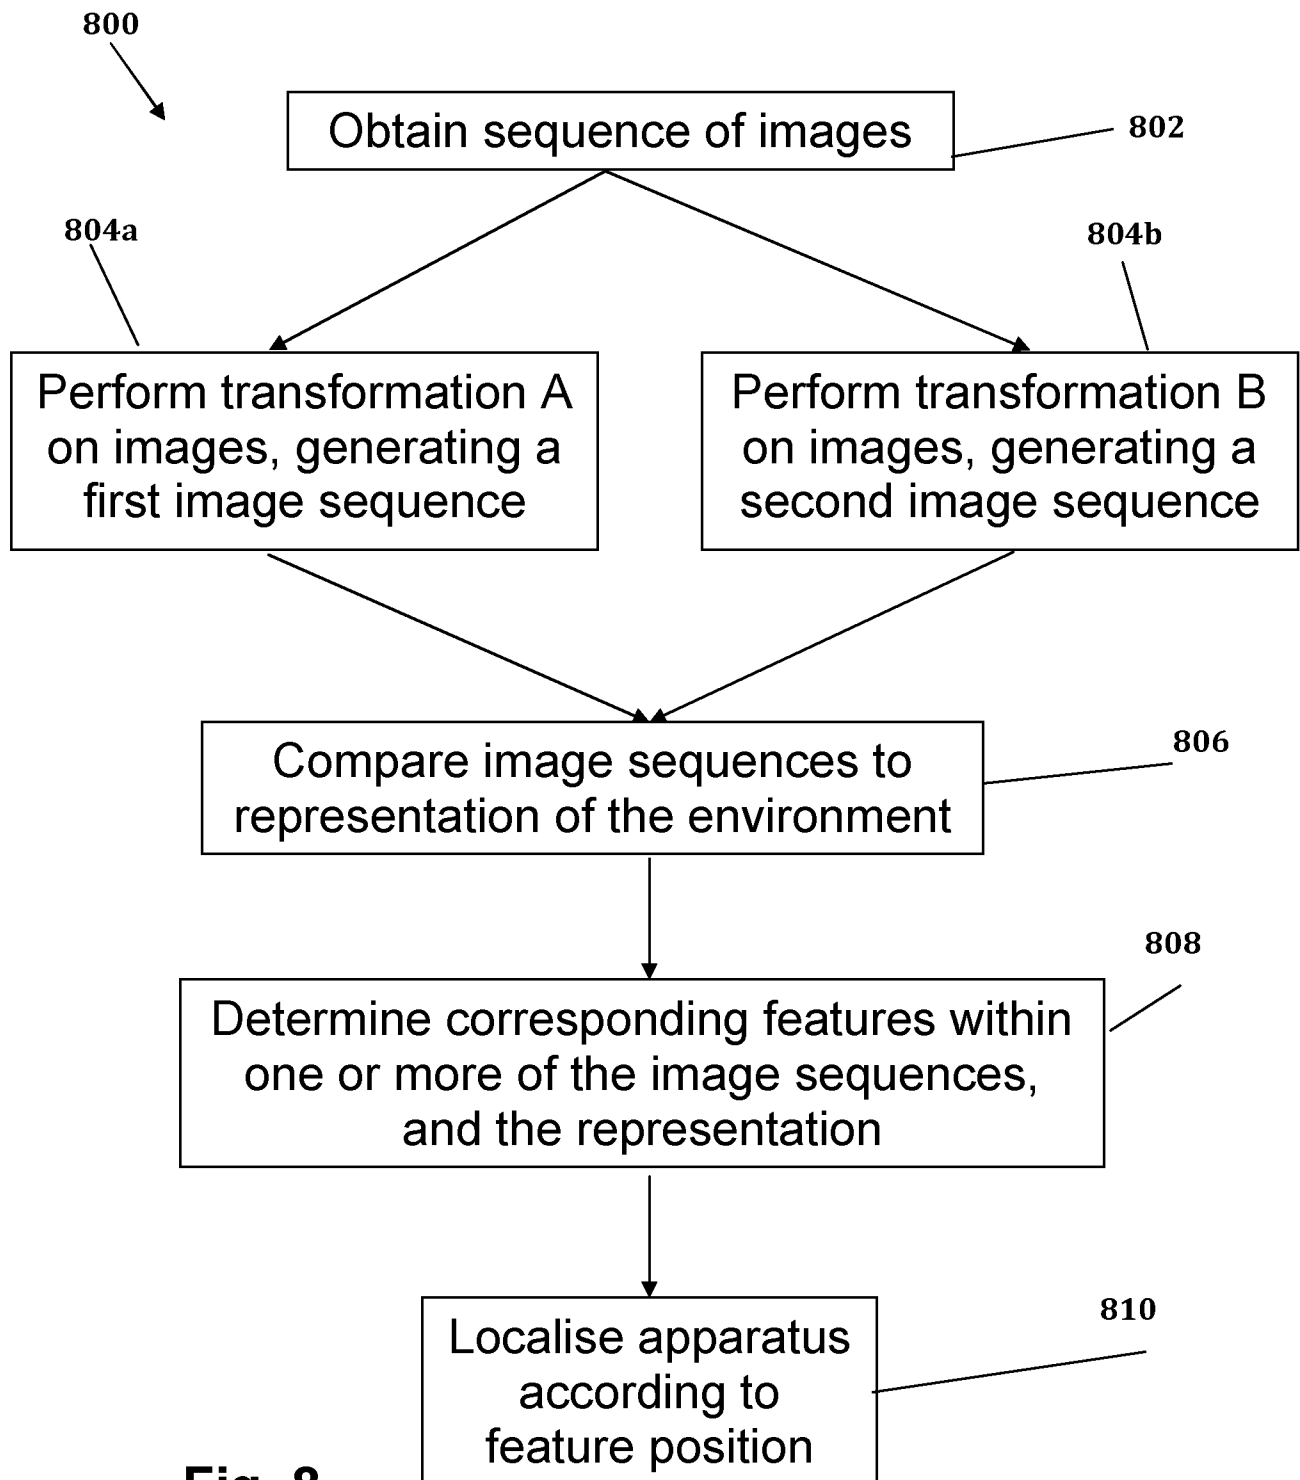 800
Obtain sequence of images
802
804a
804b
Perform transformation A
on images, generating a
first image sequence
Perform transformation B
on images, generating a
second image sequence
Compare image sequences to
representation of the environment
806
808
Determine corresponding features within
one or more of the image sequences,
and the representation
810
Localise apparatus
according to
feature position
Fig. 8